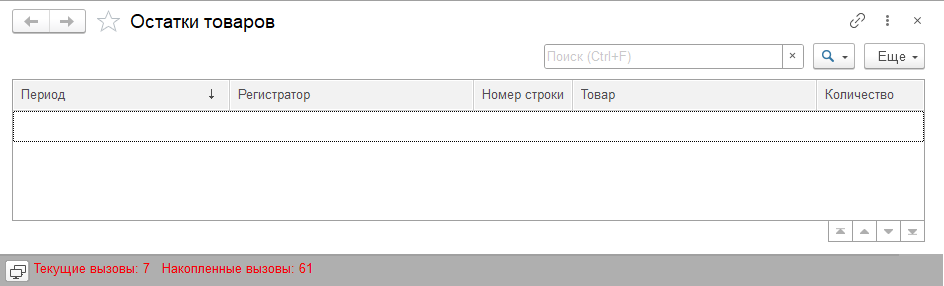 Остатки товаров
Поиск (Ctrl+F) × Еще
Период ↓ Регистратор Номер строки Товар Количество
Текущие вызовы: 7 Накопленные вызовы: 61